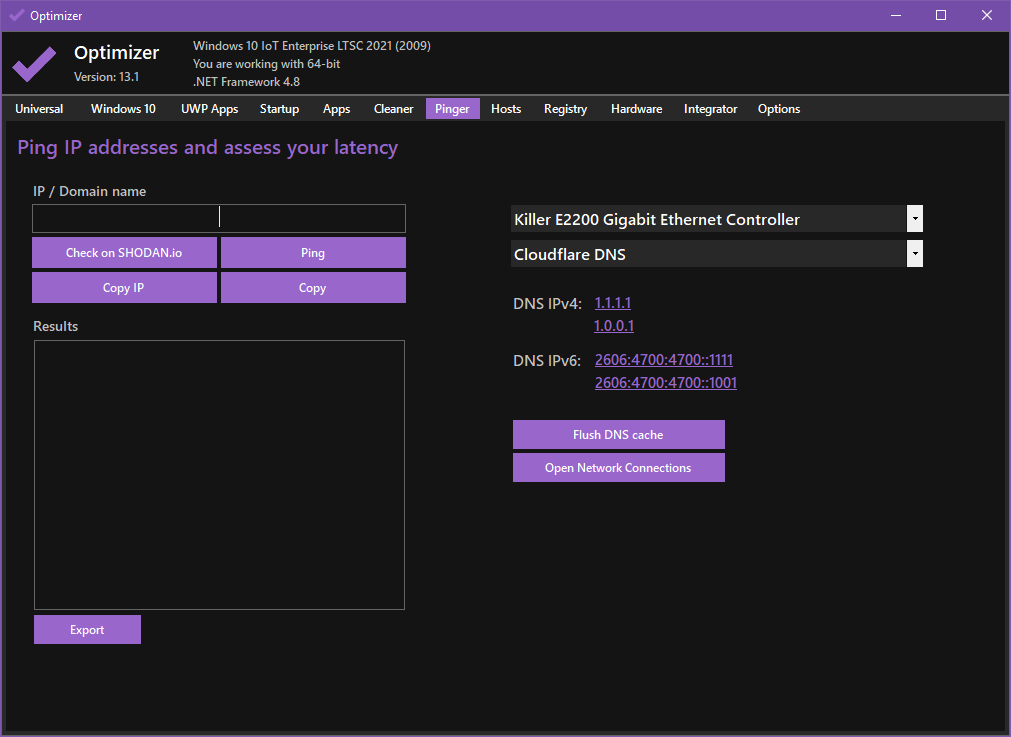 Optimizer
Optimizer
Version: 13.1
Windows 10 IoT Enterprise LTSC 2021 (2009)
You are working with 64-bit
.NET Framework 4.8
Universal Windows 10 UWP Apps Startup Apps Cleaner Pinger Hosts Registry Hardware Integrator Options
Ping IP addresses and assess your latency
IP / Domain name
Check on SHODAN.io Ping
Copy IP Copy
Results
Export
Killer E2200 Gigabit Ethernet Controller
Cloudflare DNS
DNS IPv4: 1.1.1.1
1.0.0.1
DNS IPv6: 2606:4700:4700::1111
2606:4700:4700::1001
Flush DNS cache
Open Network Connections